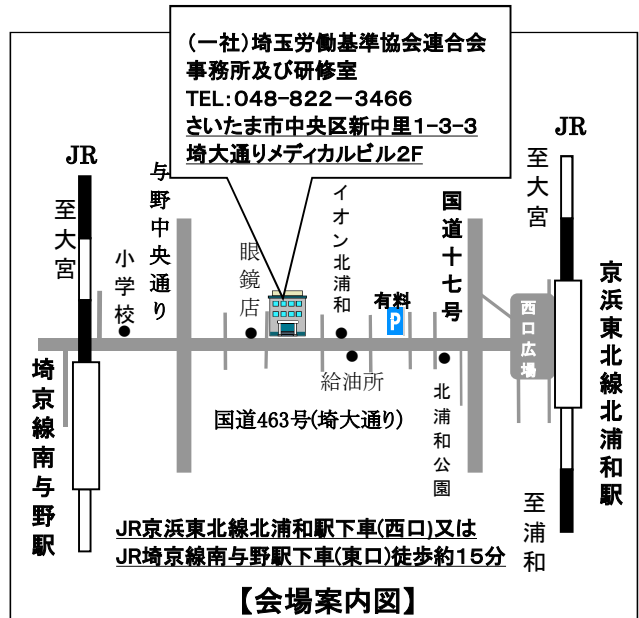 (一社)埼玉労働基準協会連合会
事務所及び研修室
TEL:048-822-3466
さいたま市中央区新中里1-3-3
埼大通りメディカルビル2F
JR
至大宮
小学校
与野中央通り
眼鏡店
イオン北浦和
有料
P
国道十七号
JR
至大宮
西口広場
京浜東北線北浦和駅
埼京線南与野駅
給油所
国道463号(埼大通り)
北浦和公園
至浦和
JR京浜東北線北浦和駅下車(西口)又は
JR埼京線南与野駅下車(東口)徒歩約15分
【会場案内図】